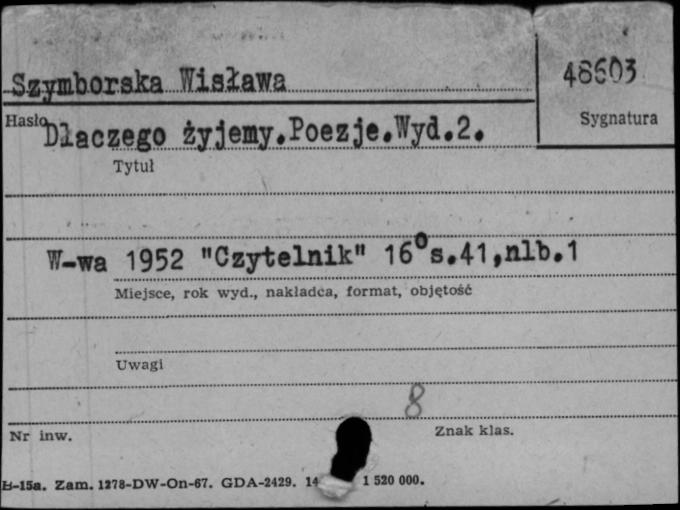 Szymborska Wisława
48603
Hasło
Sygnatura
Dlaczego żyjemy.Poezje.Wyd.2.
Tytuł
W-wa 1952 "Czytelnik" 16° s.41,nlb.1
Miejsce, rok wyd., nakładca, format, objętość
Uwagi
8
Nr inw.
Znak klas.
H-15a. Zam. 1278-DW-On-67. GDA-2429. 14 1 520 000.